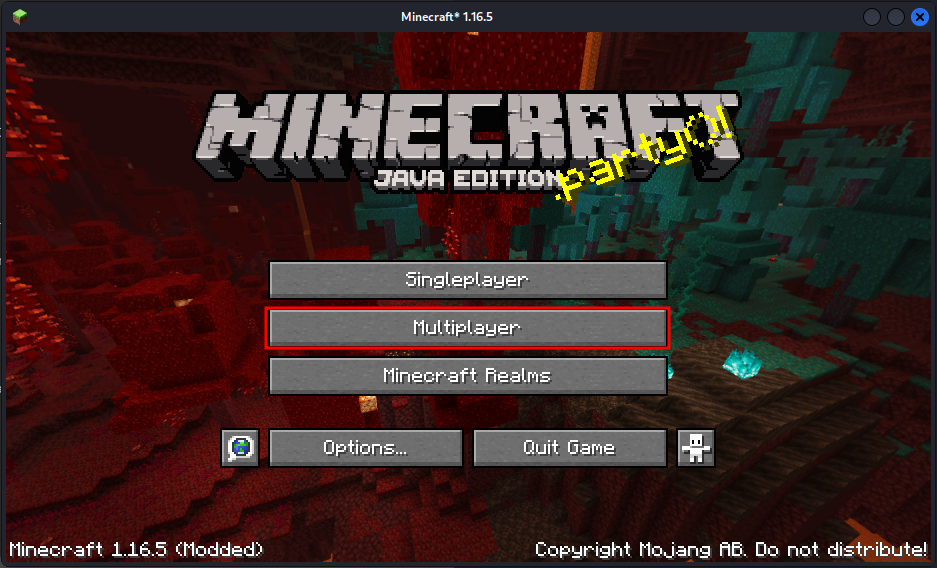 Minecraft* 1.16.5
MINECRAFT
JAVA EDITION
.party()!
Singleplayer
Multiplayer
Minecraft Realms
Options...
Quit Game
Minecraft 1.16.5 (Modded)
Copyright Mojang AB. Do not distribute!